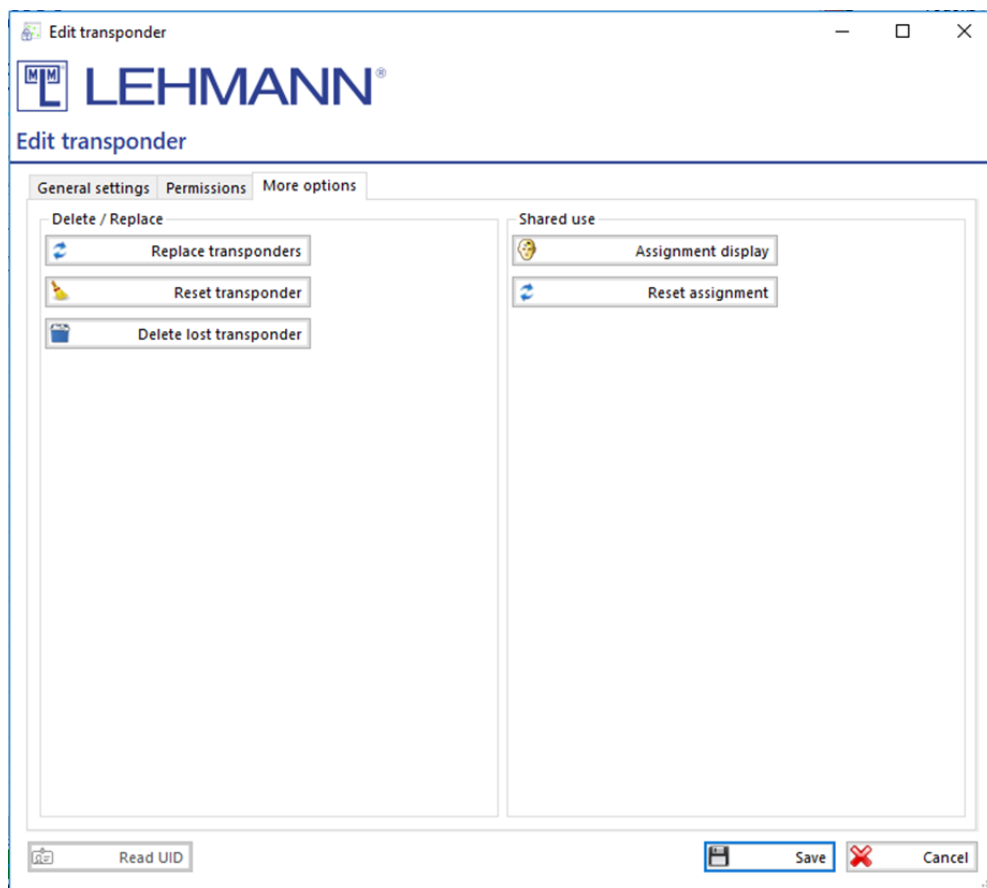 Edit transponder
MLM LEHMANN®
Edit transponder
General settings Permissions More options
Delete / Replace
Replace transponders
Reset transponder
Delete lost transponder
Shared use
Assignment display
Reset assignment
Read UID
Save
Cancel